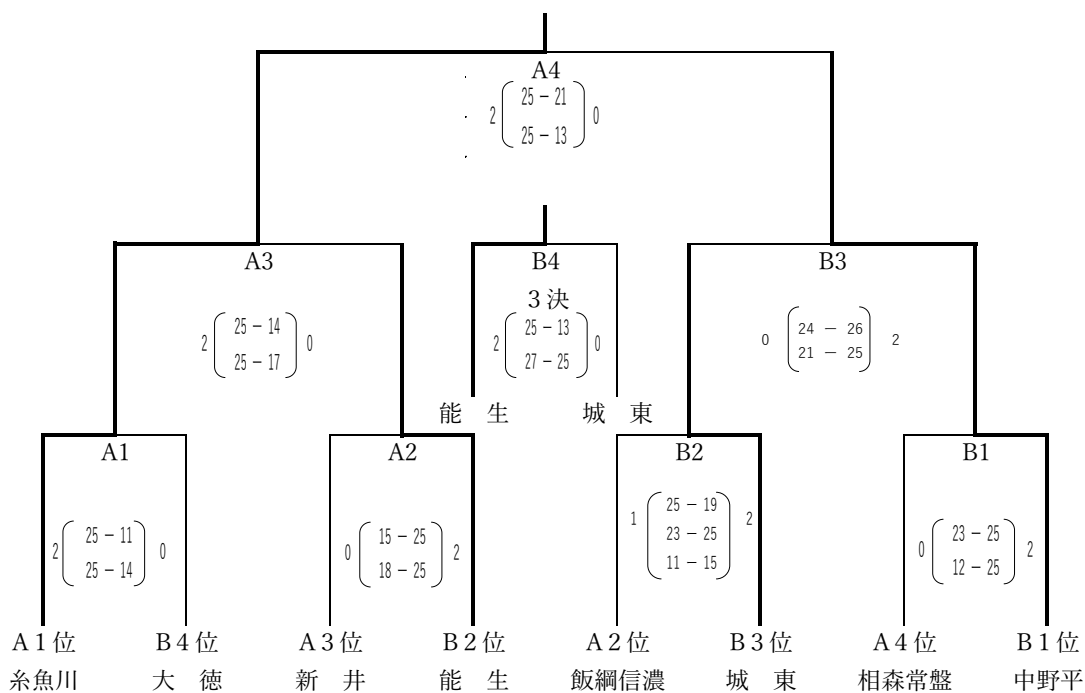 A4
25 − 21
2 0
25 − 13
A3 B4 B3
3決
25 − 14 25 − 13 24 − 26
2 0 2 0 0 2
25 − 17 27 − 25 21 − 25
能 生 城 東
A1 A2 B2 B1
25 − 19
1 2
25 − 11 15 − 25 23 − 25 23 − 25
2 0 0 2 0 2
25 − 14 18 − 25 11 − 15 12 − 25
A1位 B4位 A3位 B2位 A2位 B3位 A4位 B1位
糸魚川 大 徳 新 井 能 生 飯綱信濃 城 東 相森常盤 中野平